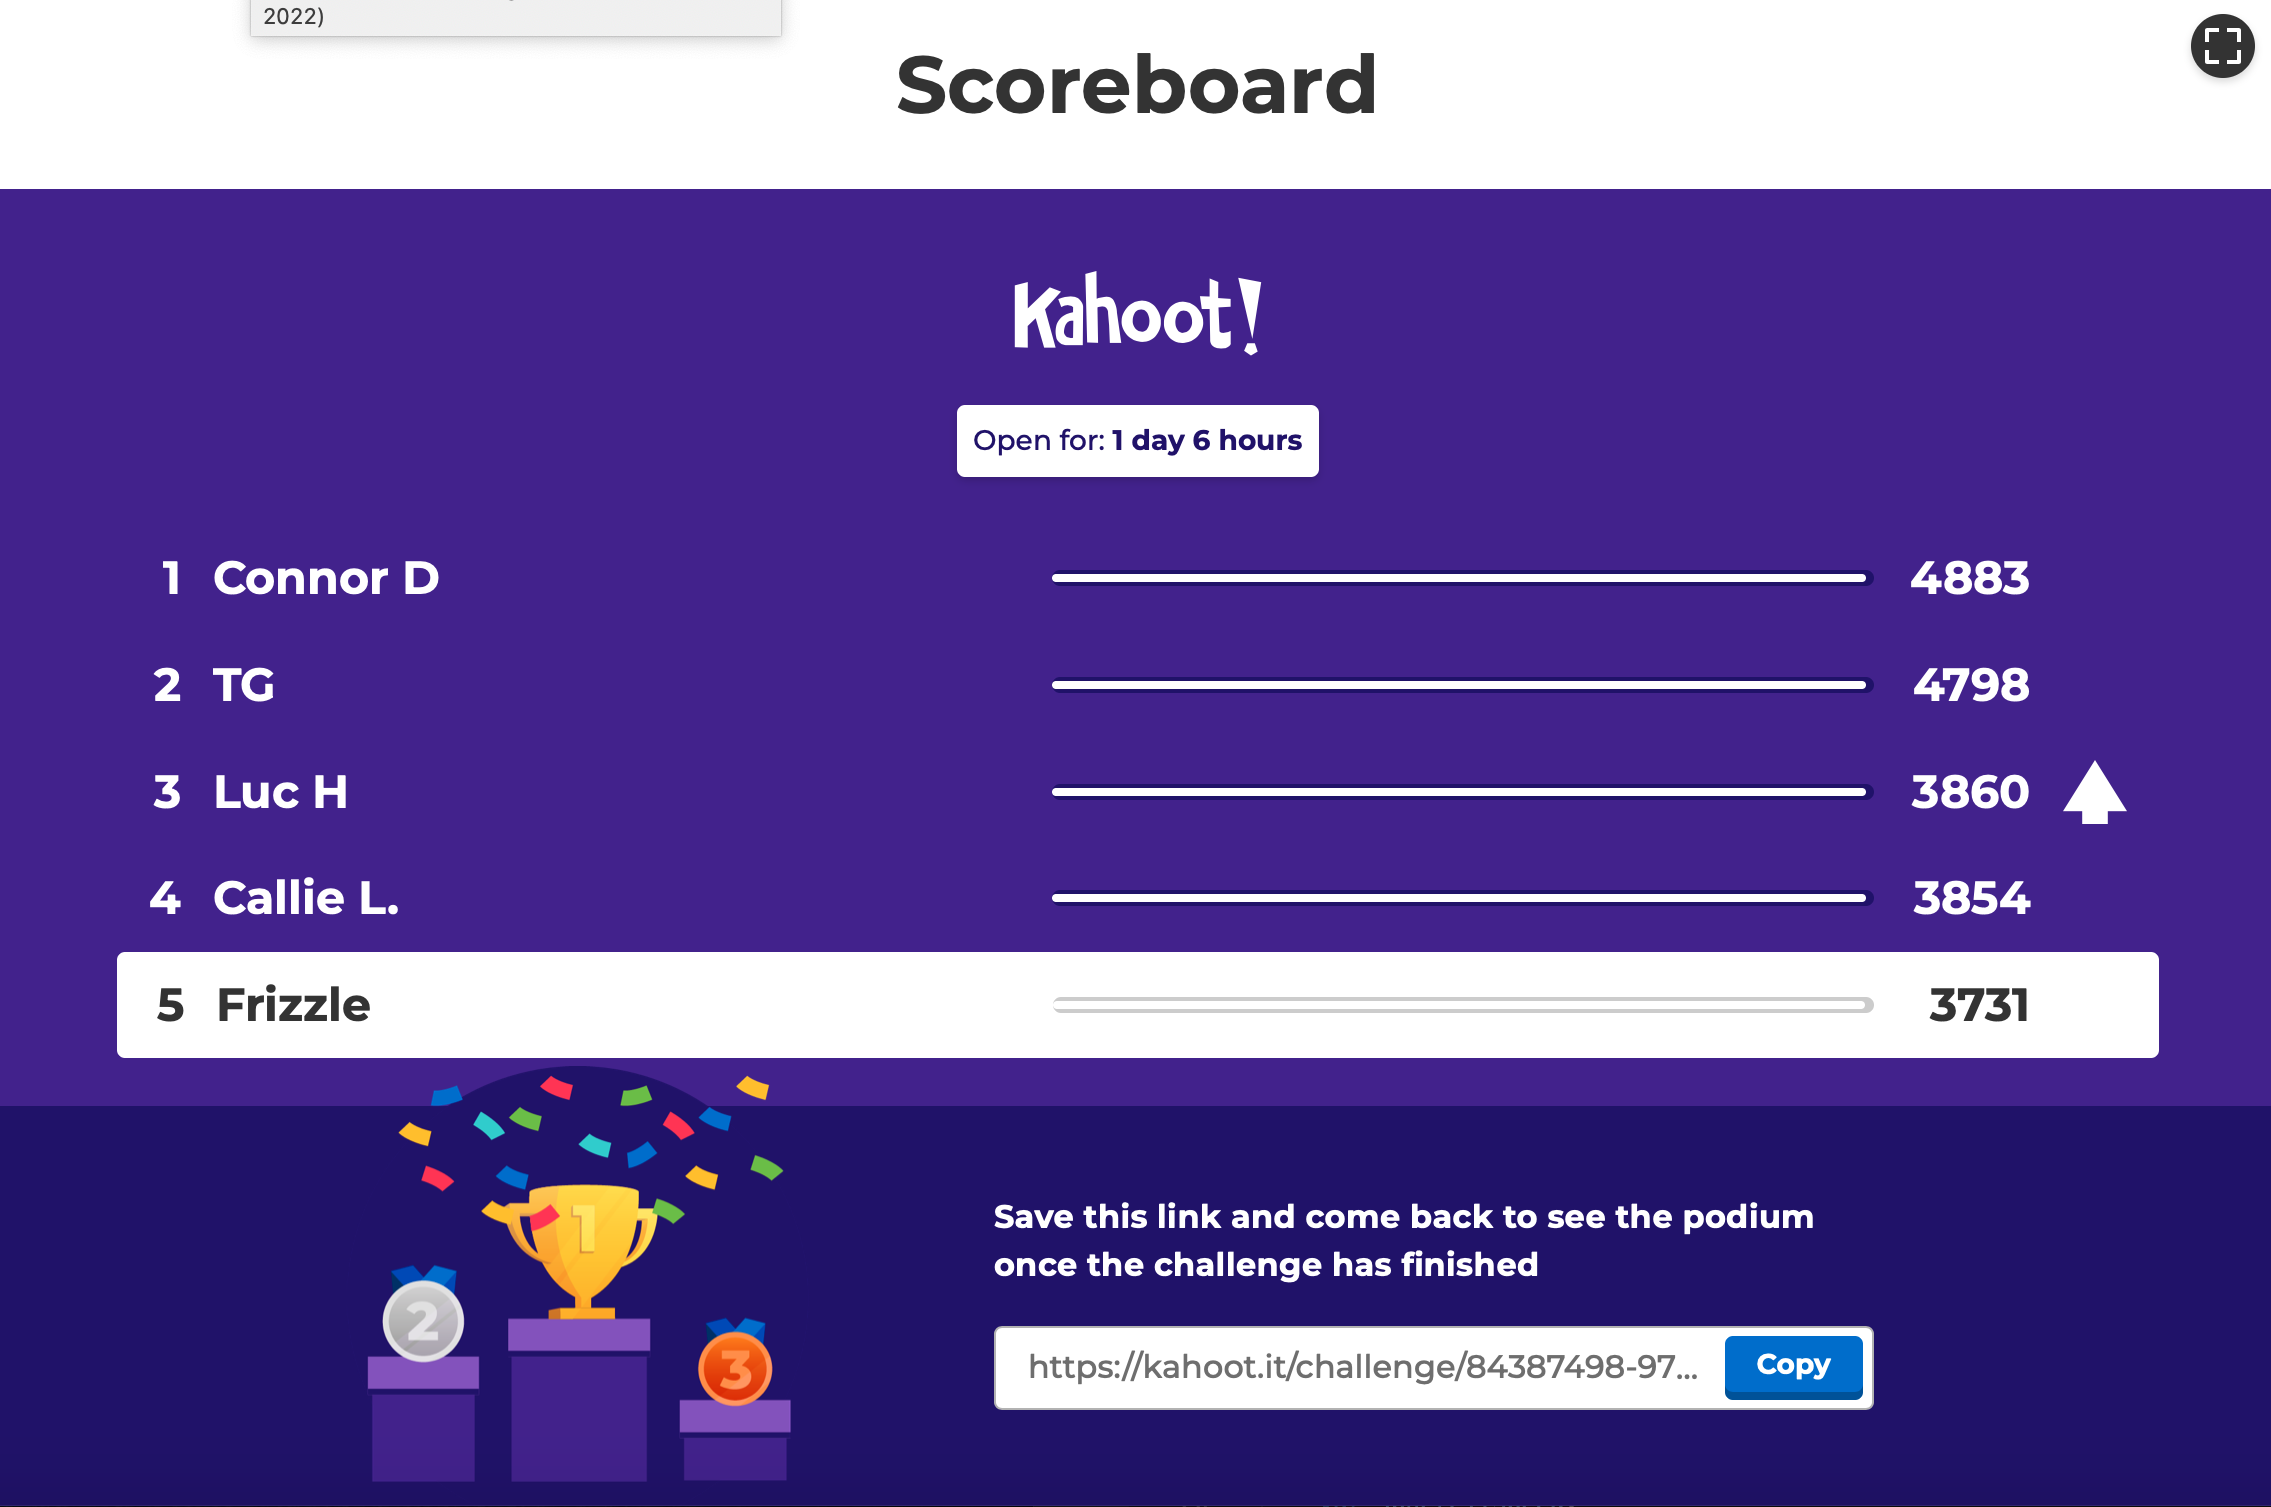 2022)
Scoreboard
Kahoot!
Open for: 1 day 6 hours
1 Connor D 4883
2 TG 4798
3 Luc H 3860
4 Callie L. 3854
5 Frizzle 3731
1
2
3
Save this link and come back to see the podium
once the challenge has finished
https://kahoot.it/challenge/84387498-97... Copy